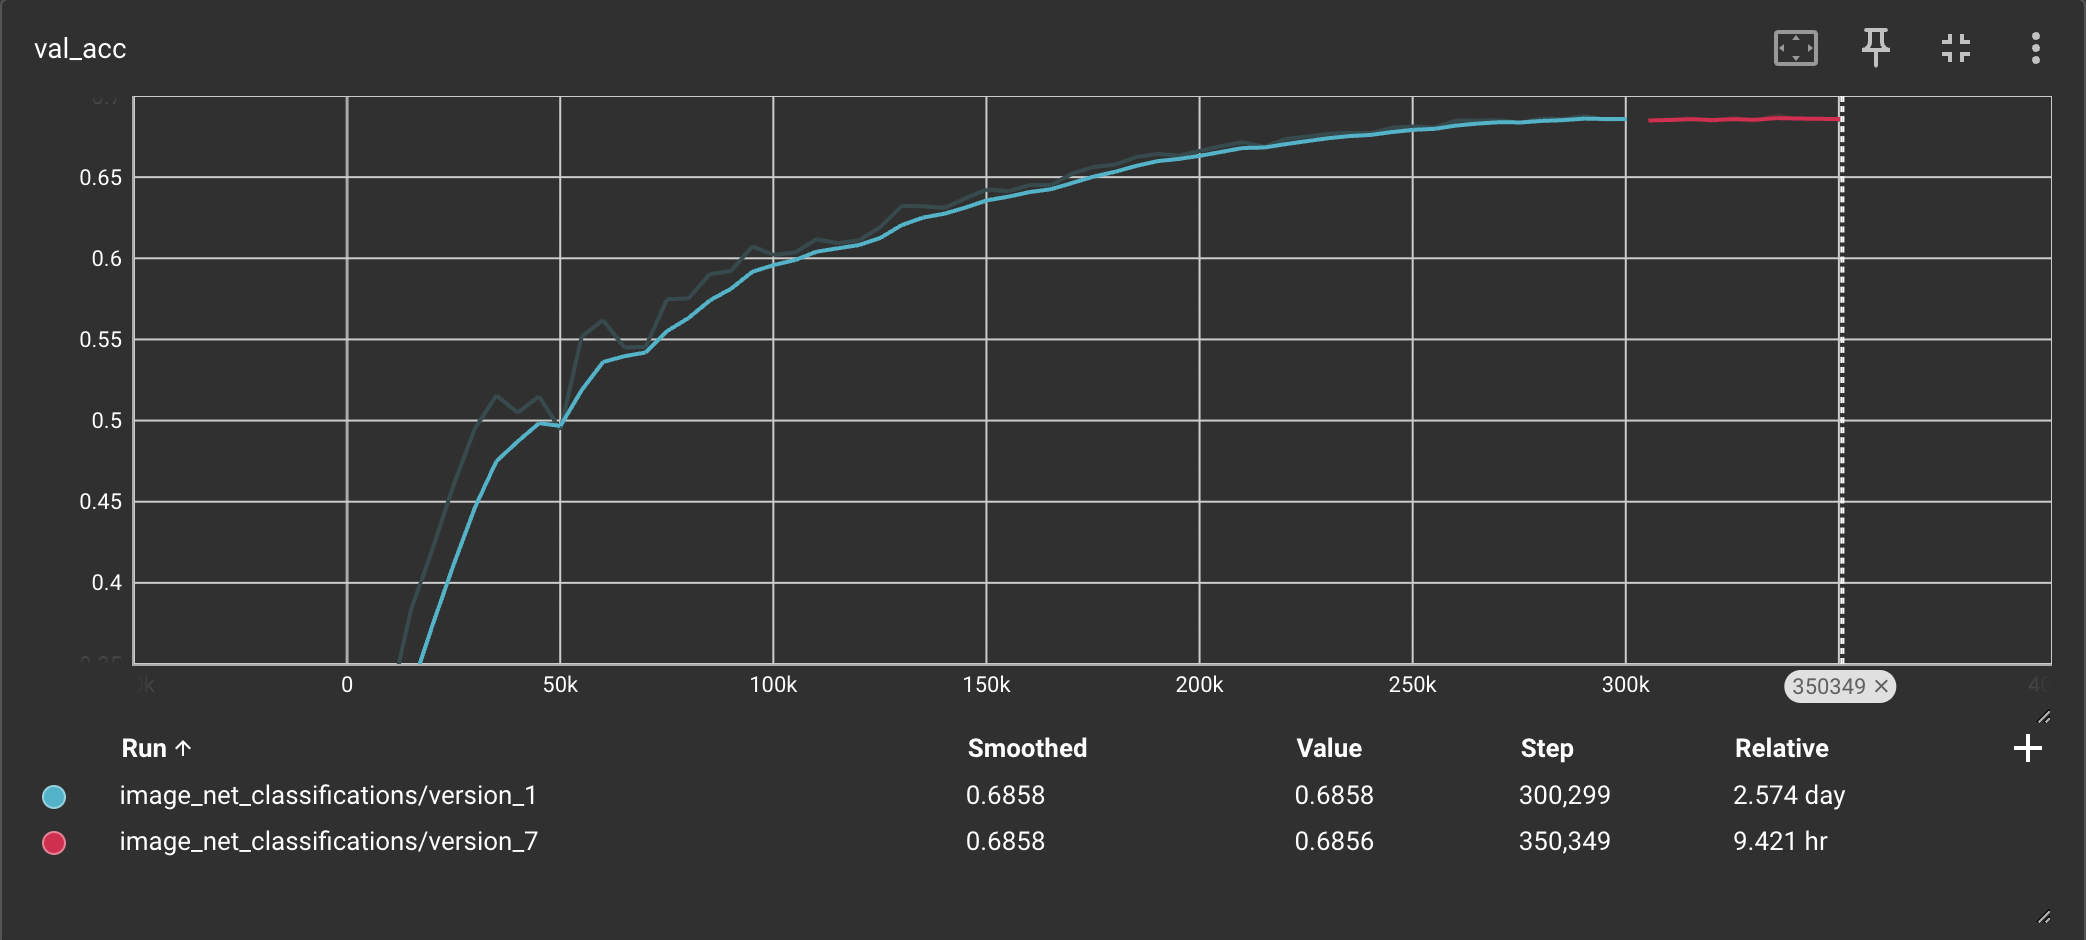 val_acc
0.65
0.6
0.55
0.5
0.45
0.4
0 50k 100k 150k 200k 250k 300k 350349
Run Smoothed Value Step Relative
image_net_classifications/version_1 0.6858 0.6858 300,299 2.574 day
image_net_classifications/version_7 0.6858 0.6856 350,349 9.421 hr